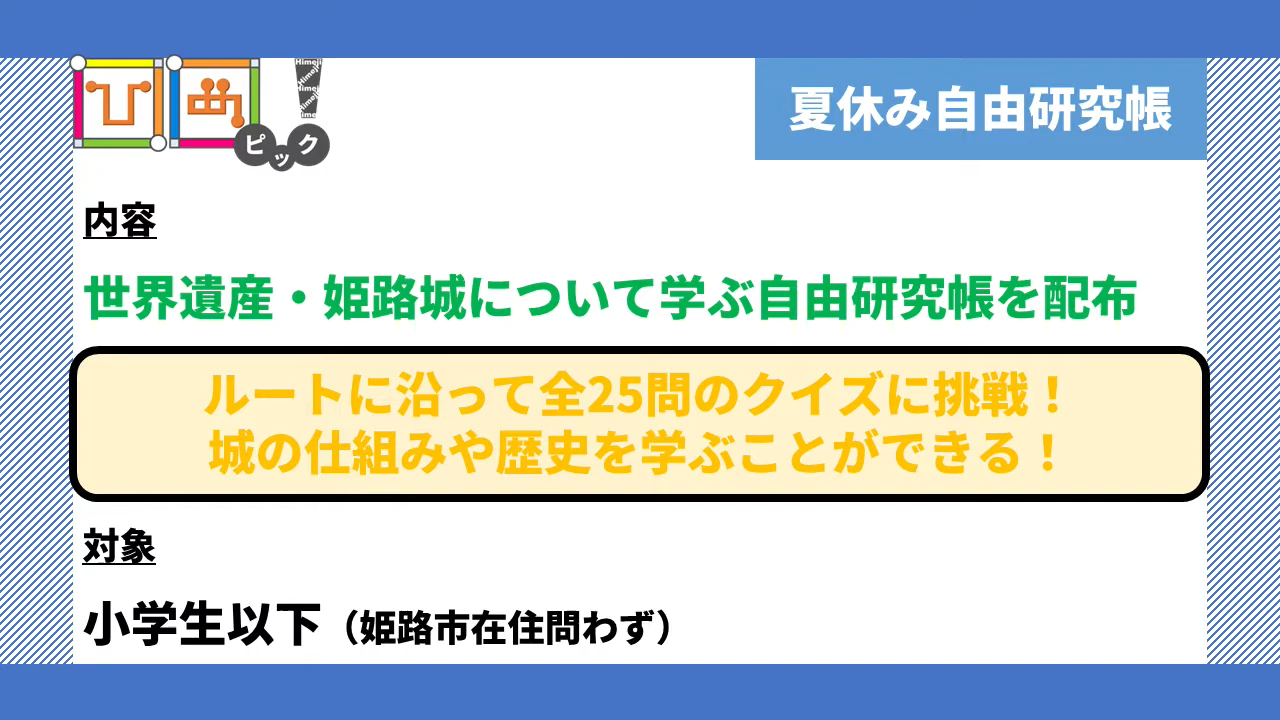 ひめ
ピック
Himeji
Himeji
Himeji
Himeji
夏休み自由研究帳
内容
世界遺産・姫路城について学ぶ自由研究帳を配布
ルートに沿って全25問のクイズに挑戦！
城の仕組みや歴史を学ぶことができる！
対象
小学生以下（姫路市在住問わず）